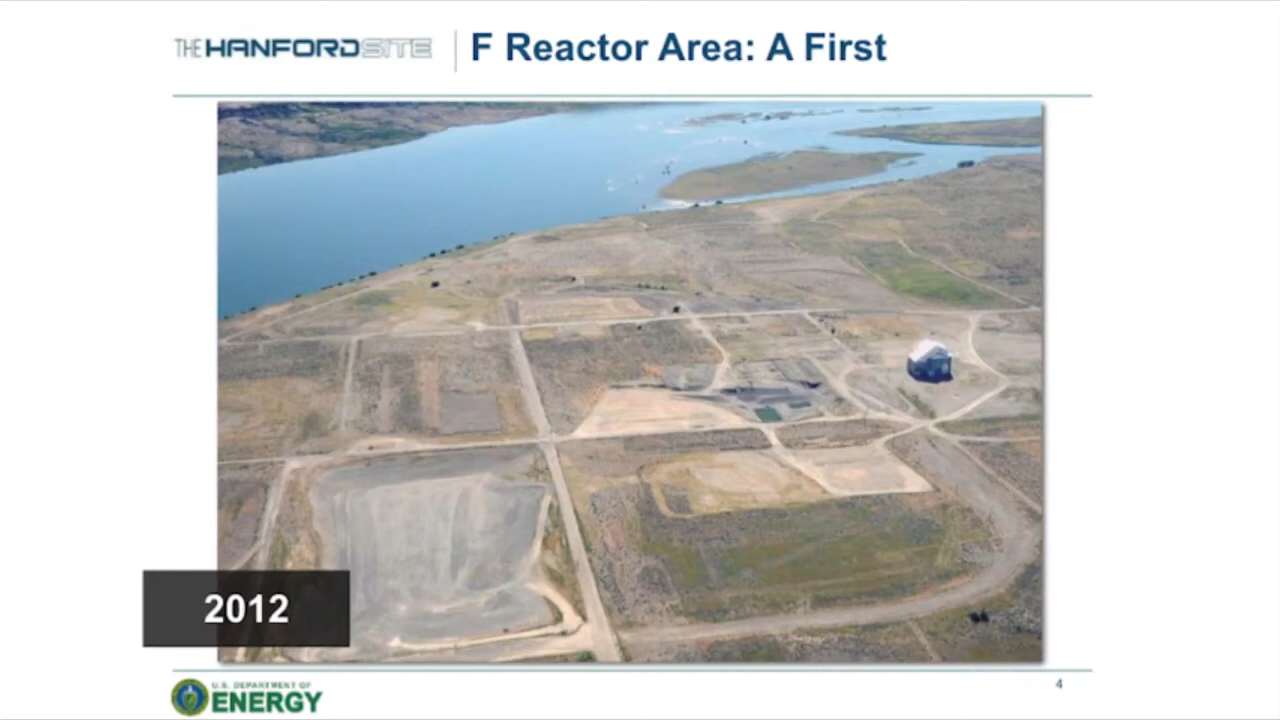 THE HANFORD SITE
F Reactor Area: A First
2012
4
U.S. DEPARTMENT OF
ENERGY